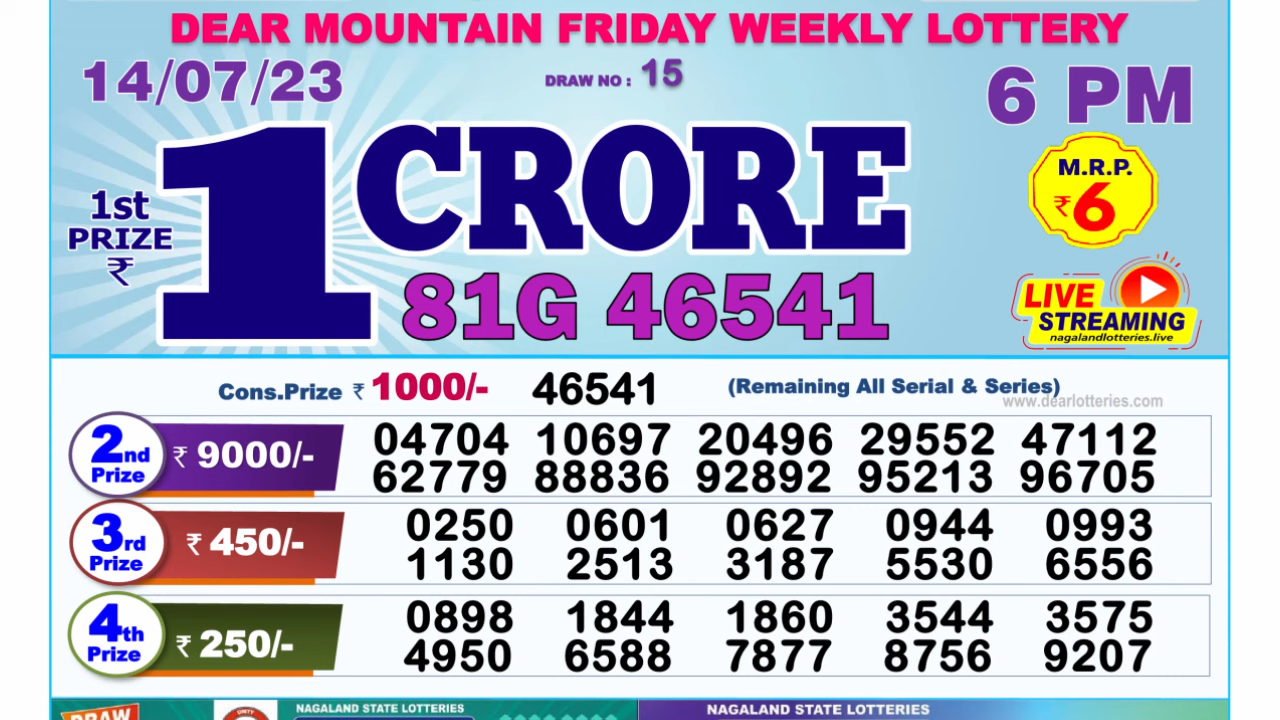 DEAR MOUNTAIN FRIDAY WEEKLY LOTTERY
14/07/23
DRAW NO : 15
6 PM
1st
PRIZE
₹
1 CRORE
M.R.P.
₹6
81G 46541
LIVE
STREAMING
nagalandlotteries.live
Cons.Prize ₹ 1000/- 46541 (Remaining All Serial & Series)
www.dearlotteries.com
2nd
Prize
₹ 9000/-
04704 10697 20496 29552 47112
62779 88836 92892 95213 96705
3rd
Prize
₹ 450/-
0250 0601 0627 0944 0993
1130 2513 3187 5530 6556
4th
Prize
₹ 250/-
0898 1844 1860 3544 3575
4950 6588 7877 8756 9207
DRAW
UNITY
NAGALAND STATE LOTTERIES
NAGALAND STATE LOTTERIES